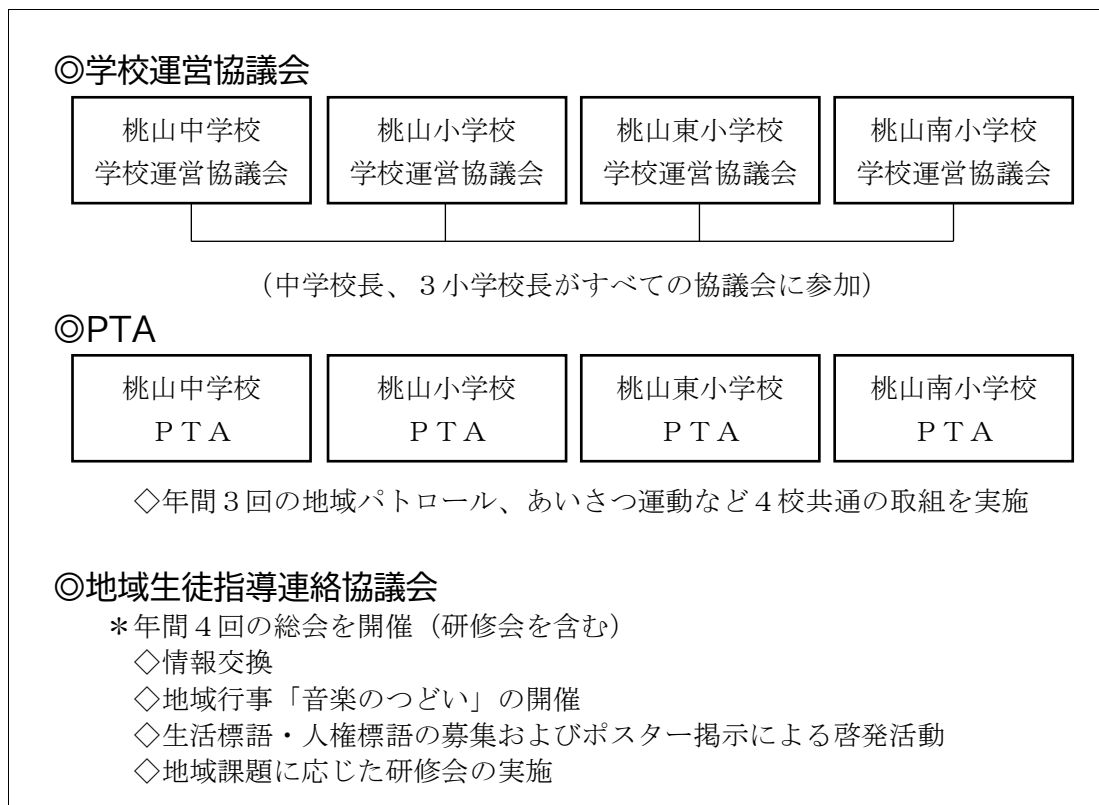 ◎学校運営協議会
桃山中学校 桃山小学校 桃山東小学校 桃山南小学校
学校運営協議会 学校運営協議会 学校運営協議会 学校運営協議会
（中学校長、３小学校長がすべての協議会に参加）
◎PTA
桃山中学校 桃山小学校 桃山東小学校 桃山南小学校
ＰＴＡ ＰＴＡ ＰＴＡ ＰＴＡ
◇年間３回の地域パトロール、あいさつ運動など４校共通の取組を実施
◎地域生徒指導連絡協議会
＊年間４回の総会を開催（研修会を含む）
◇情報交換
◇地域行事「音楽のつどい」の開催
◇生活標語・人権標語の募集およびポスター掲示による啓発活動
◇地域課題に応じた研修会の実施